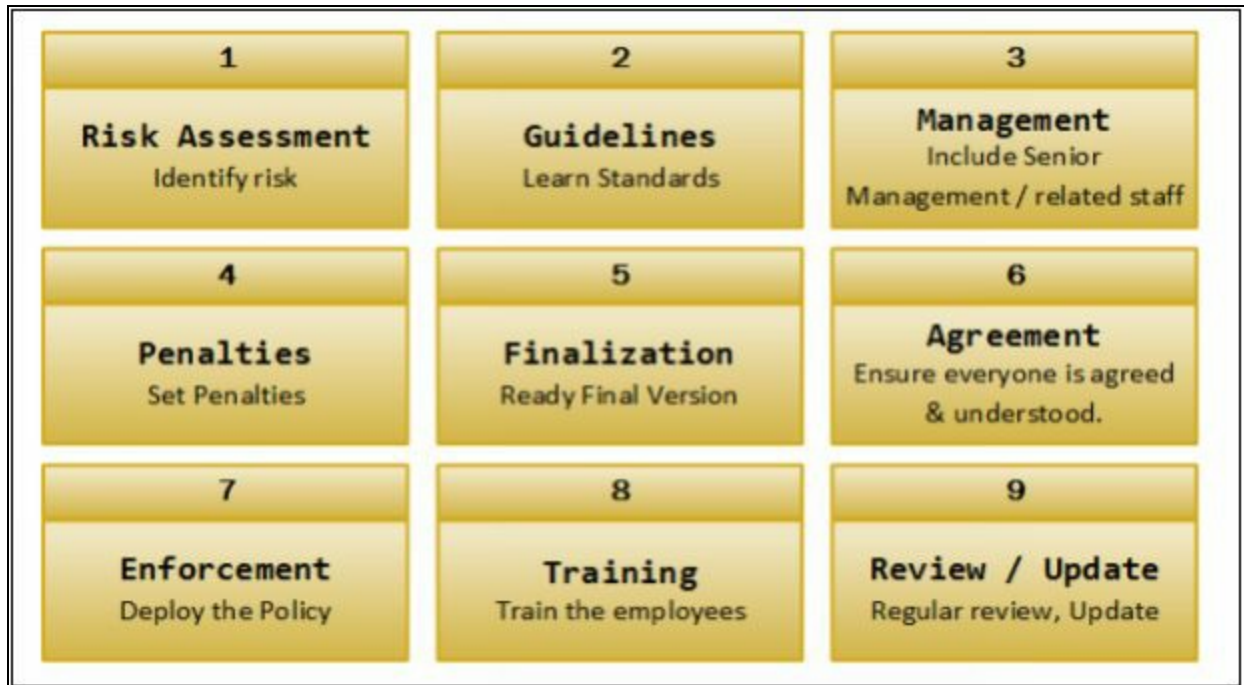 1
Risk Assessment
Identify risk
2
Guidelines
Learn Standards
3
Management
Include Senior
Management / related staff
4
Penalties
Set Penalties
5
Finalization
Ready Final Version
6
Agreement
Ensure everyone is agreed
& understood.
7
Enforcement
Deploy the Policy
8
Training
Train the employees
9
Review / Update
Regular review, Update